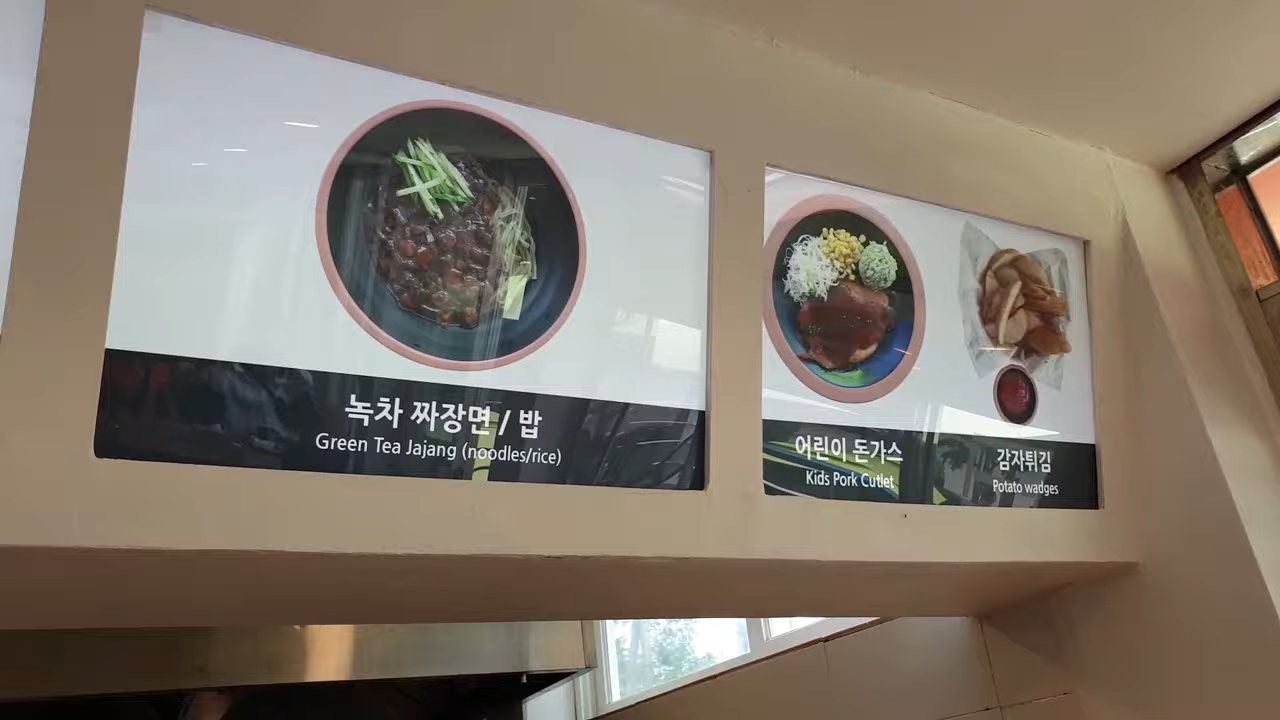 녹차 짜장면 / 밥
Green Tea Jajang (noodles/rice)
어린이 돈가스
Kids Pork Cutlet
감자튀김
Potato wadges